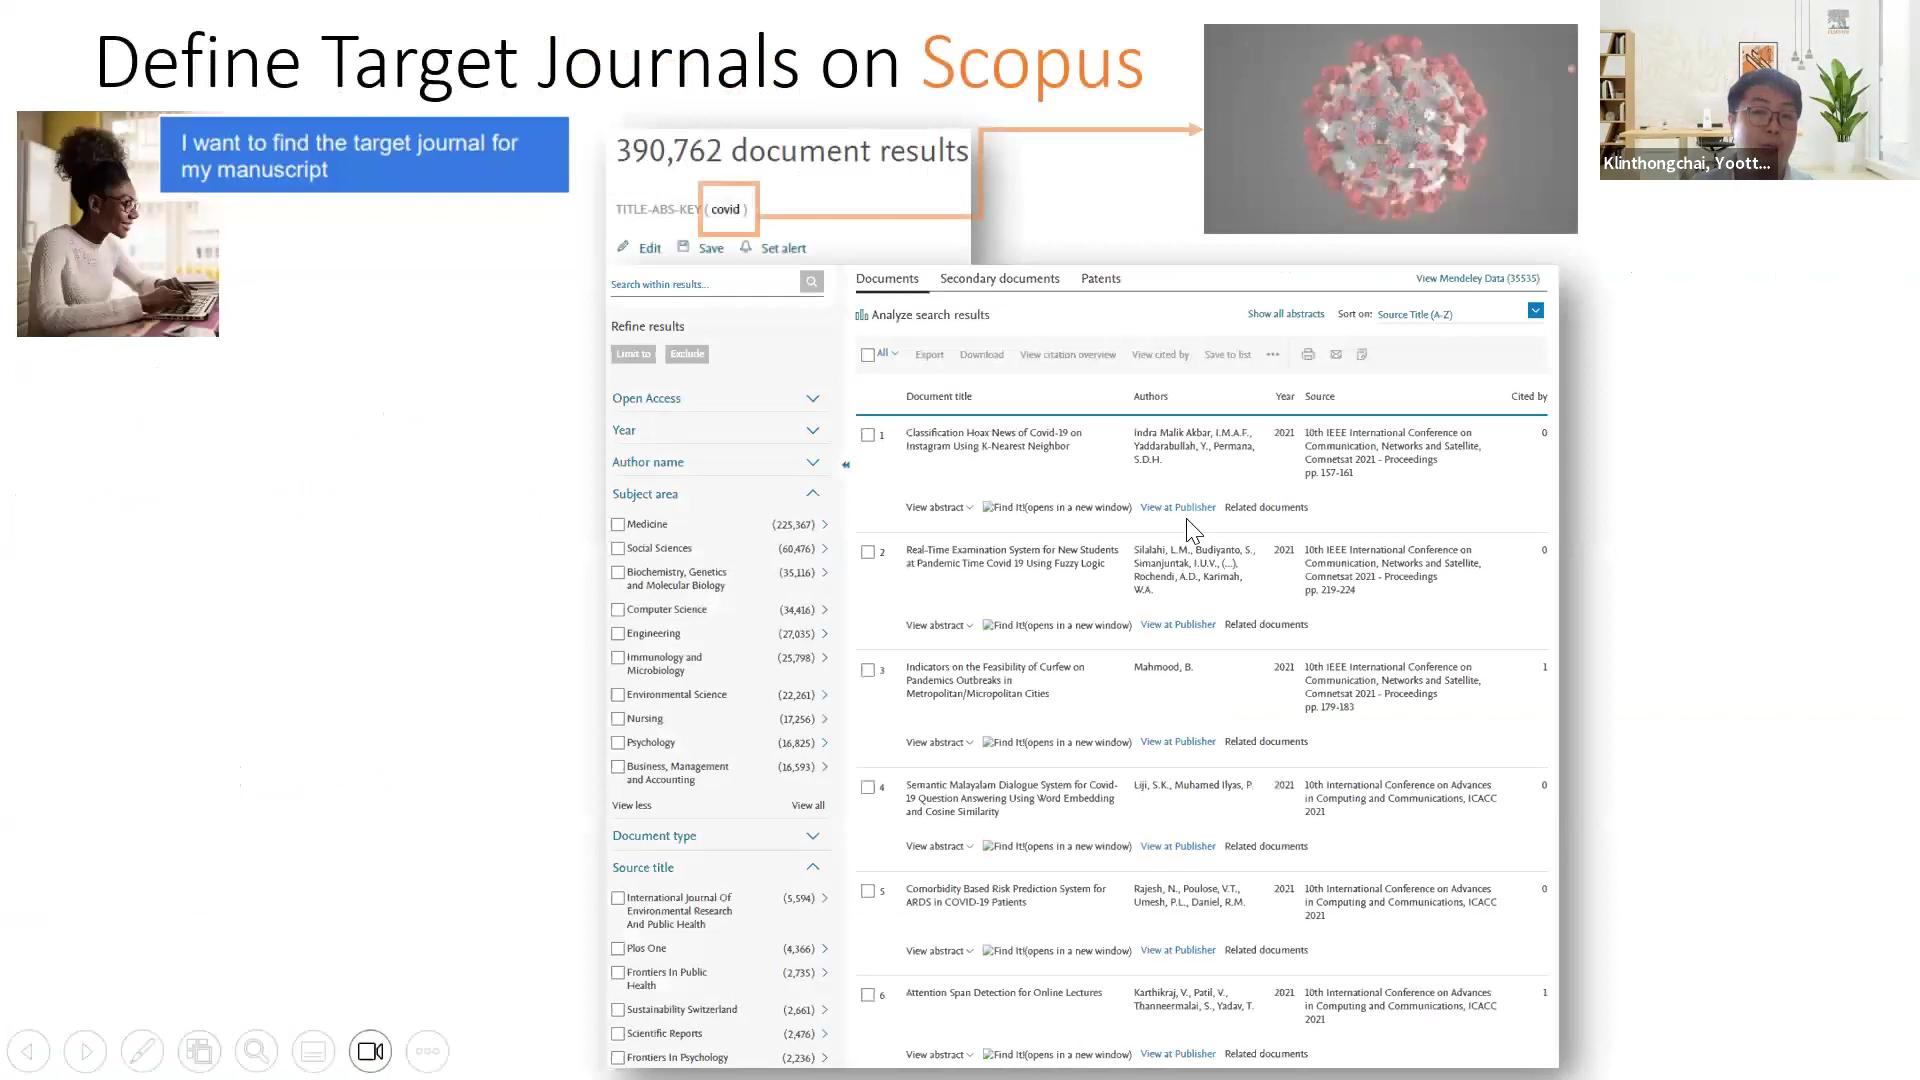 Define Target Journals on Scopus
I want to find the target journal for
my manuscript
390,762 document results
TITLE-ABS-KEY ( covid )
Edit Save Set alert
Klinthongchai, Yoott...
Search within results...
Refine results
Limit to Exclude
Open Access
Year
Author name
Subject area
Medicine (225,367)
Social Sciences (60,476)
Biochemistry, Genetics
and Molecular Biology (35,116)
Computer Science (34,416)
Engineering (27,035)
Immunology and
Microbiology (25,798)
Environmental Science (22,261)
Nursing (17,256)
Psychology (16,825)
Business, Management
and Accounting (16,593)
View less View all
Document type
Source title
International Journal Of
Environmental Research
And Public Health (5,594)
Plos One (4,366)
Frontiers In Public
Health (2,735)
Sustainability Switzerland (2,661)
Scientific Reports (2,476)
Frontiers In Psychology (2,236)
Documents Secondary documents Patents View Mendeley Data (35535)
Analyze search results Show all abstracts Sort on: Source Title (A-Z)
All Export Download View citation overview View cited by Save to list •••
Document title Authors Year Source Cited by
1 Classification Hoax News of Covid-19 on Indra Malik Akbar, I.M.A.F., 2021 10th IEEE International Conference on 0
Instagram Using K-Nearest Neighbor Yaddarabullah, Y., Permana, Communication, Networks and Satellite,
S.D.H. Comnetsat 2021 - Proceedings
pp. 157-161
View abstract Find It!(opens in a new window) View at Publisher Related documents
2 Real-Time Examination System for New Students Silalahi, L.M., Budiyanto, S., 2021 10th IEEE International Conference on 0
at Pandemic Time Covid 19 Using Fuzzy Logic Simanjuntak, I.U.V., (...), Communication, Networks and Satellite,
Rochendi, A.D., Karimah, Comnetsat 2021 - Proceedings
W.A. pp. 219-224
View abstract Find It!(opens in a new window) View at Publisher Related documents
3 Indicators on the Feasibility of Curfew on Mahmood, B. 2021 10th IEEE International Conference on 1
Pandemics Outbreaks in Communication, Networks and Satellite,
Metropolitan/Micropolitan Cities Comnetsat 2021 - Proceedings
pp. 179-183
View abstract Find It!(opens in a new window) View at Publisher Related documents
4 Semantic Malayalam Dialogue System for Covid- Liji, S.K., Muhamed Ilyas, P. 2021 10th International Conference on Advances 0
19 Question Answering Using Word Embedding in Computing and Communications, ICACC
and Cosine Similarity 2021
View abstract Find It!(opens in a new window) View at Publisher Related documents
5 Comorbidity Based Risk Prediction System for Rajesh, N., Poulose, V.T., 2021 10th International Conference on Advances 0
ARDS in COVID-19 Patients Umesh, P.L., Daniel, R.M. in Computing and Communications, ICACC
2021
View abstract Find It!(opens in a new window) View at Publisher Related documents
6 Attention Span Detection for Online Lectures Karthikraj, V., Patil, V., 2021 10th International Conference on Advances 1
Thanneermalai, S., Yadav, T. in Computing and Communications, ICACC
2021
View abstract Find It!(opens in a new window) View at Publisher Related documents